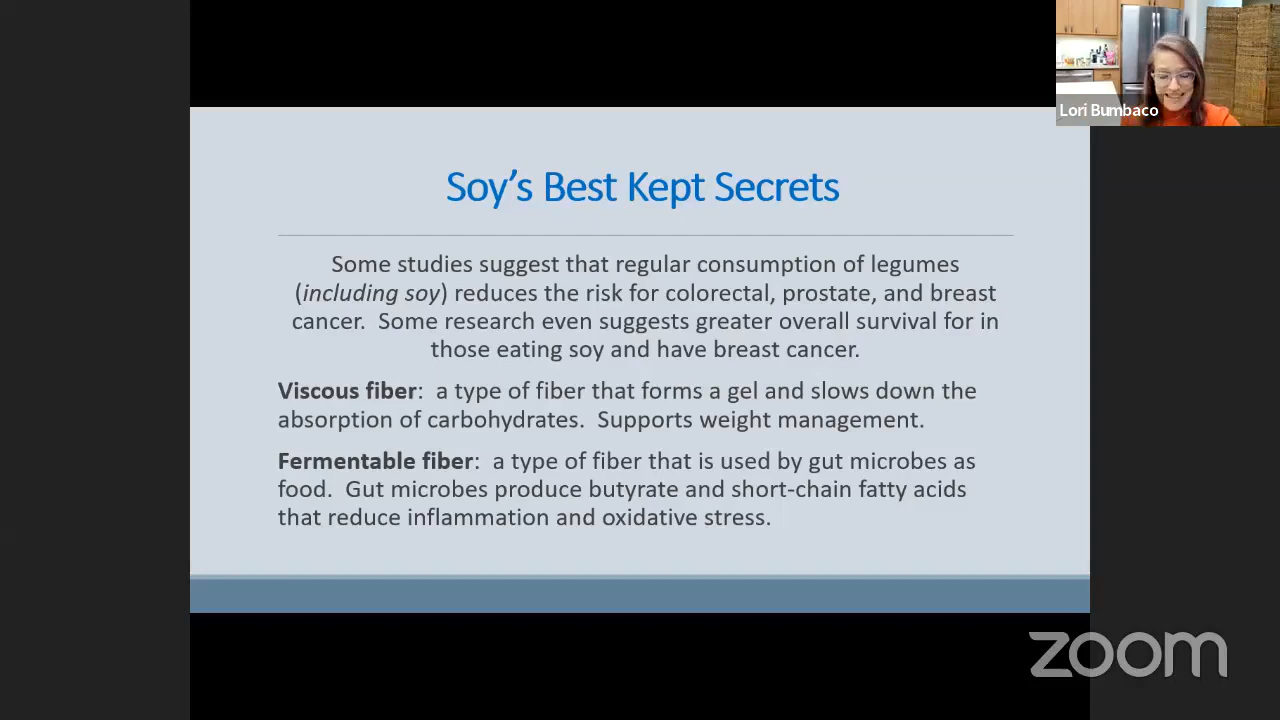 Lori Bumbaco
Soy's Best Kept Secrets
Some studies suggest that regular consumption of legumes
(including soy) reduces the risk for colorectal, prostate, and breast
cancer.  Some research even suggests greater overall survival for in
those eating soy and have breast cancer.
Viscous fiber:  a type of fiber that forms a gel and slows down the
absorption of carbohydrates.  Supports weight management.
Fermentable fiber:  a type of fiber that is used by gut microbes as
food.  Gut microbes produce butyrate and short-chain fatty acids
that reduce inflammation and oxidative stress.
zoom